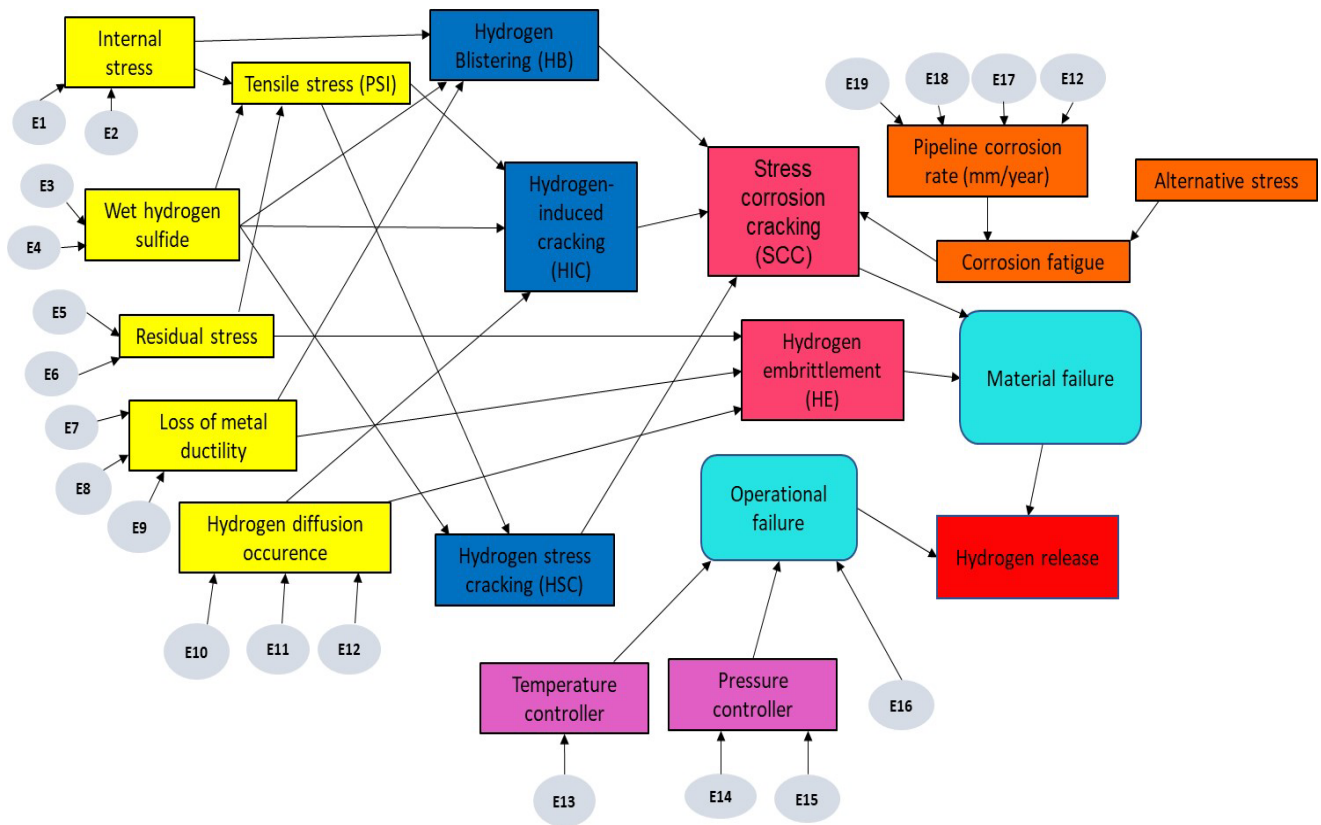 Internal
stress
Hydrogen
Blistering (HB)
Tensile stress (PSI)
E1
E2
E19
E18
E17
E12
Pipeline corrosion
rate (mm/year)
Alternative stress
Corrosion fatigue
Stress
corrosion
cracking
(SCC)
Hydrogen-
induced
cracking
(HIC)
E3
E4
Wet hydrogen
sulfide
E5
E6
Residual stress
Hydrogen
embrittlement
(HE)
Material failure
E7
E8
E9
Loss of metal
ductility
Hydrogen diffusion
occurence
E10
E11
E12
Hydrogen stress
cracking (HSC)
Operational
failure
Hydrogen release
Temperature
controller
Pressure
controller
E16
E13
E14
E15